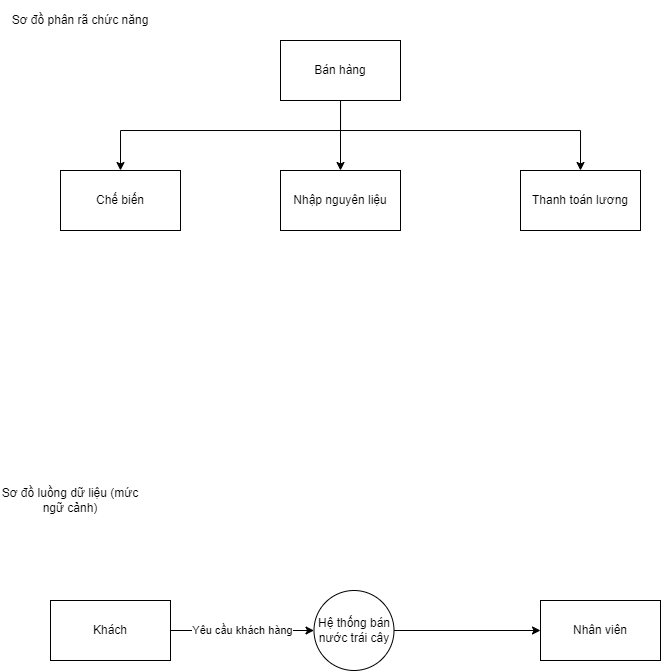 Sơ đồ phân rã chức năng
Bán hàng
Chế biến
Nhập nguyên liệu
Thanh toán lương
Sơ đồ luồng dữ liệu (mức
ngữ cảnh)
Khách
Yêu cầu khách hàng
Hệ thống bán
nước trái cây
Nhân viên